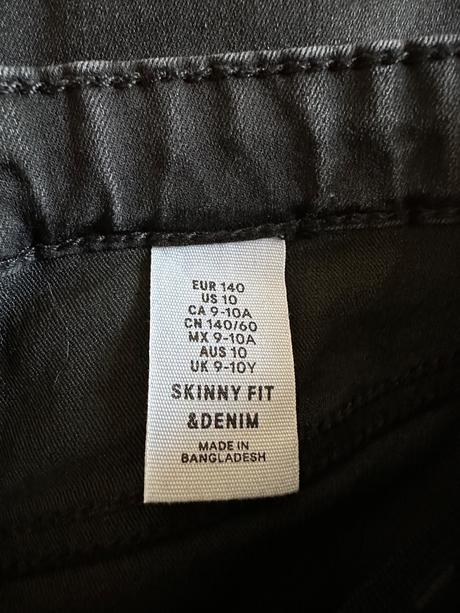 EUR 140
US 10
CA 9-10A
CN 140/60
MX 9-10A
AUS 10
UK 9-10Y
SKINNY FIT
&DENIM
MADE IN
BANGLADESH